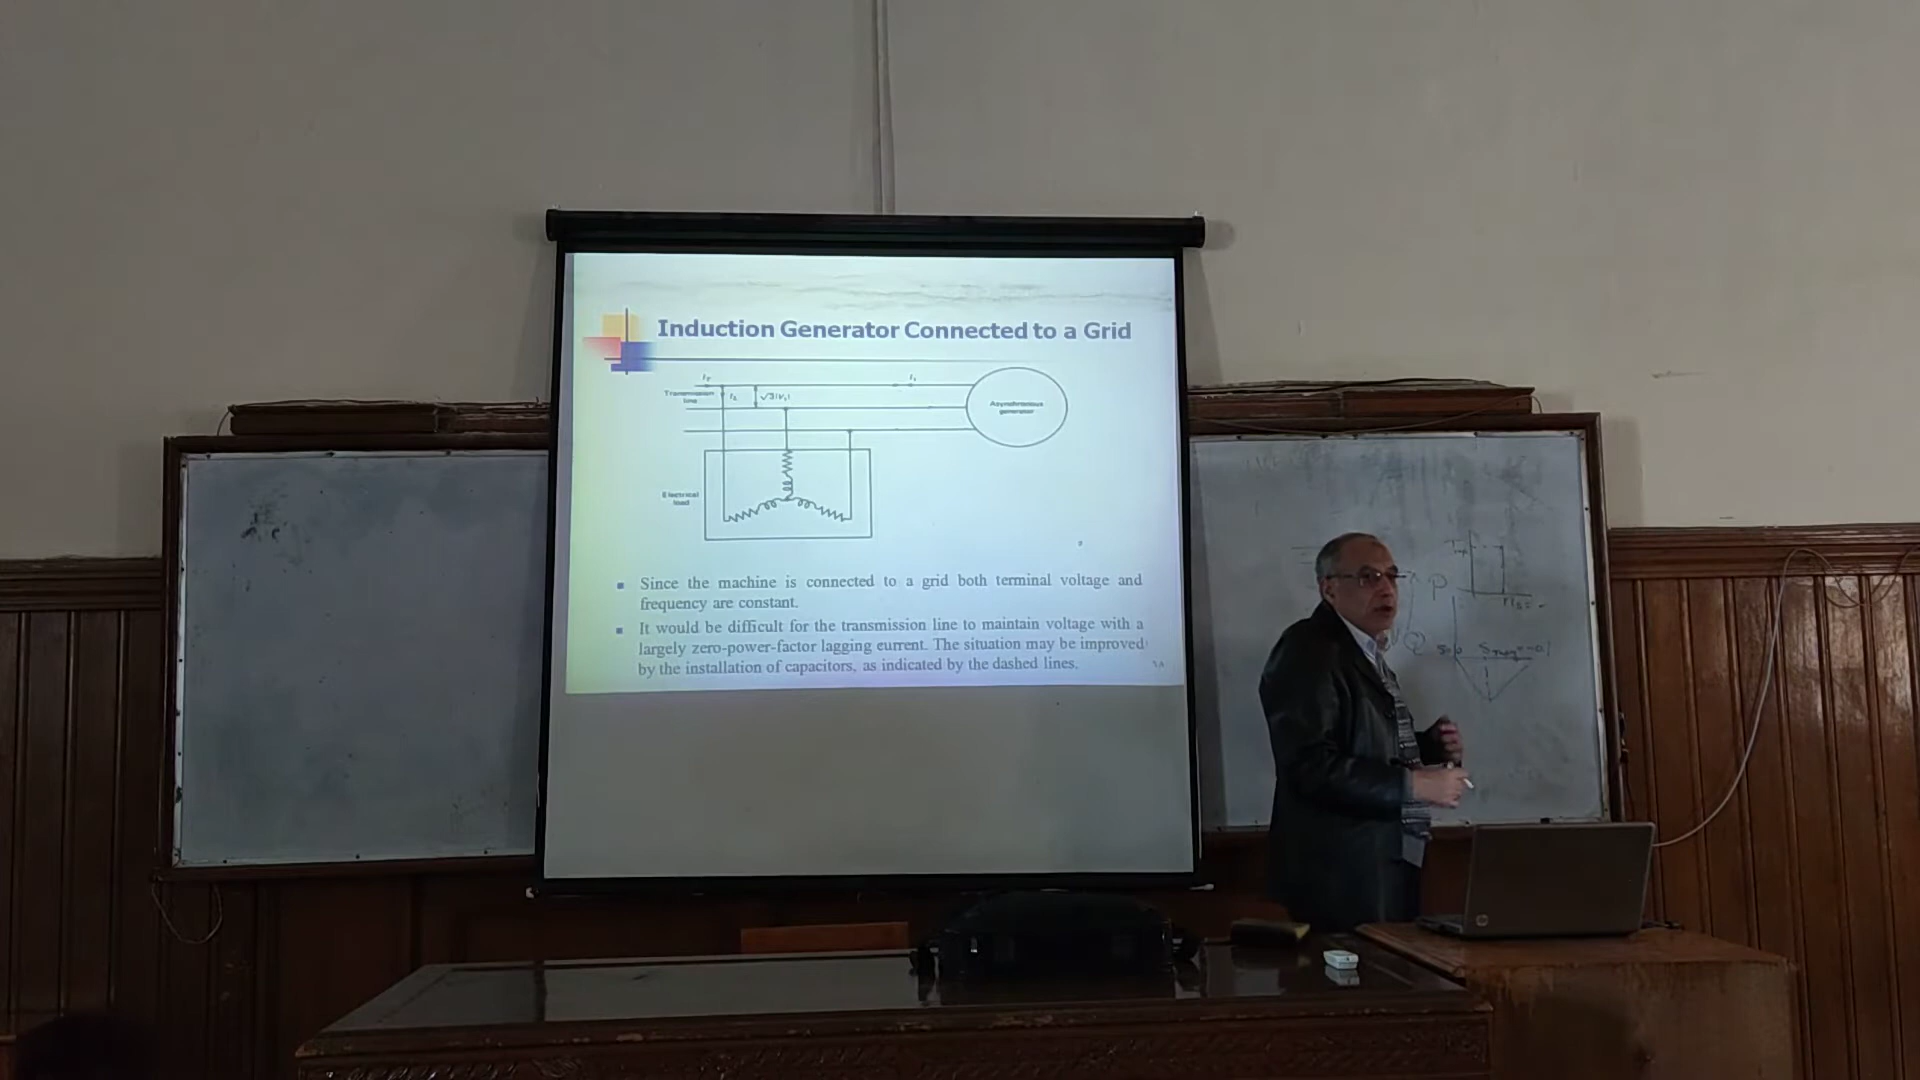 Induction Generator Connected to a Grid
Transmission
line
√3|V₁|
I₁
Asynchronous
generator
Electrical
load
Since the machine is connected to a grid both terminal voltage and
frequency are constant.
It would be difficult for the transmission line to maintain voltage with a
largely zero-power-factor lagging current. The situation may be improved
by the installation of capacitors, as indicated by the dashed lines.
١٨
P
Q
hp